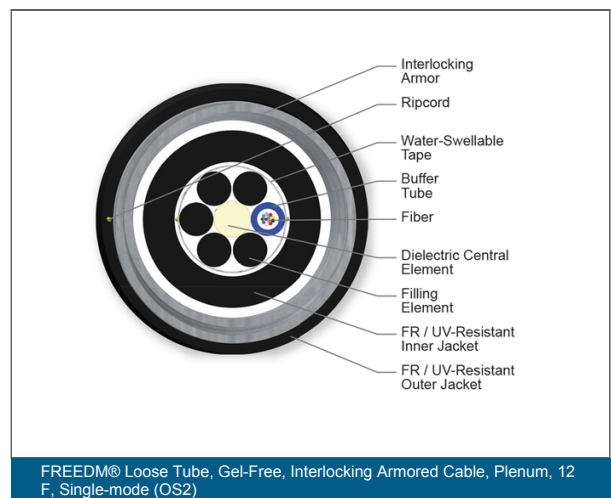 Interlocking
Armor
Ripcord
Water-Swellable
Tape
Buffer
Tube
Fiber
Dielectric Central
Element
Filling
Element
FR / UV-Resistant
Inner Jacket
FR / UV-Resistant
Outer Jacket
FREEDM® Loose Tube, Gel-Free, Interlocking Armored Cable, Plenum, 12
F, Single-mode (OS2)